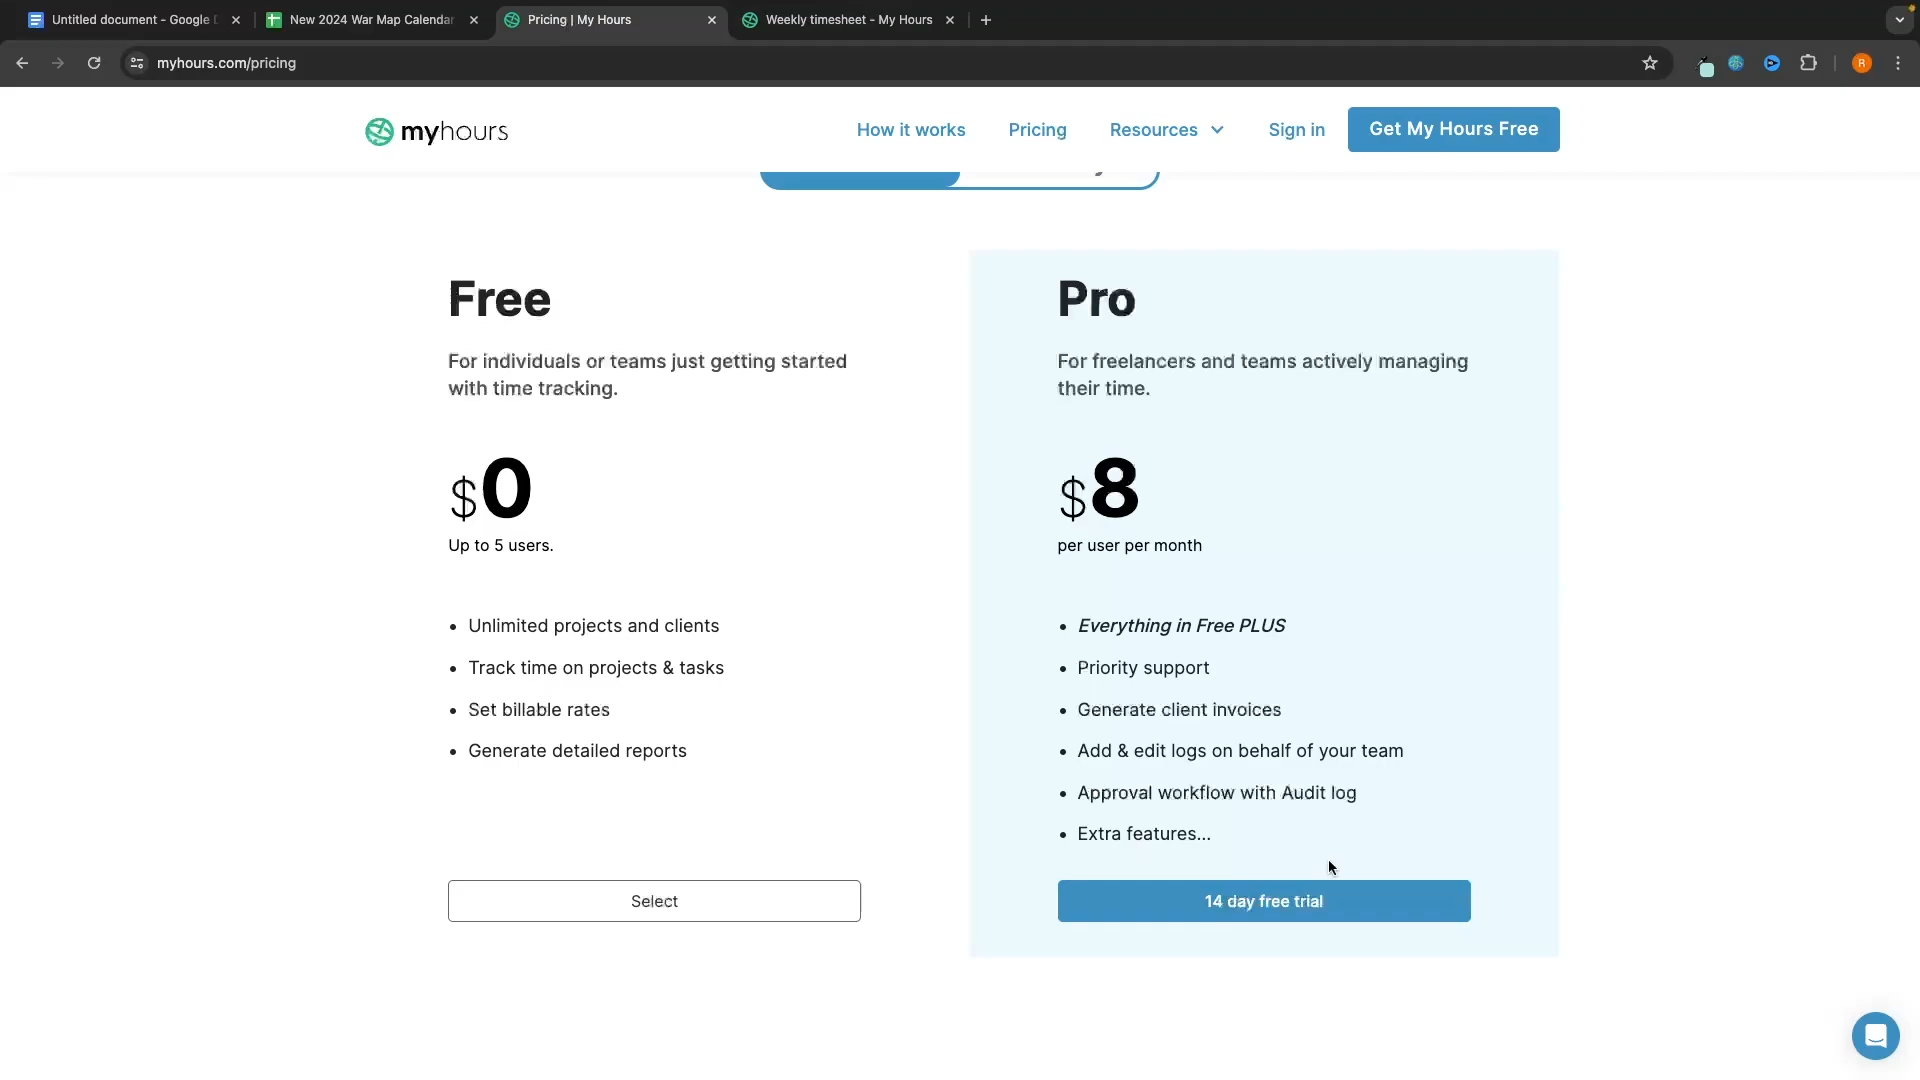 Untitled document - Google D
New 2024 War Map Calendar
Pricing | My Hours
Weekly timesheet - My Hours
myhours.com/pricing
R
myhours
How it works
Pricing
Resources
Sign in
Get My Hours Free
Free
For individuals or teams just getting started
with time tracking.
$0
Up to 5 users.
Unlimited projects and clients
Track time on projects & tasks
Set billable rates
Generate detailed reports
Select
Pro
For freelancers and teams actively managing
their time.
$8
per user per month
Everything in Free PLUS
Priority support
Generate client invoices
Add & edit logs on behalf of your team
Approval workflow with Audit log
Extra features...
14 day free trial